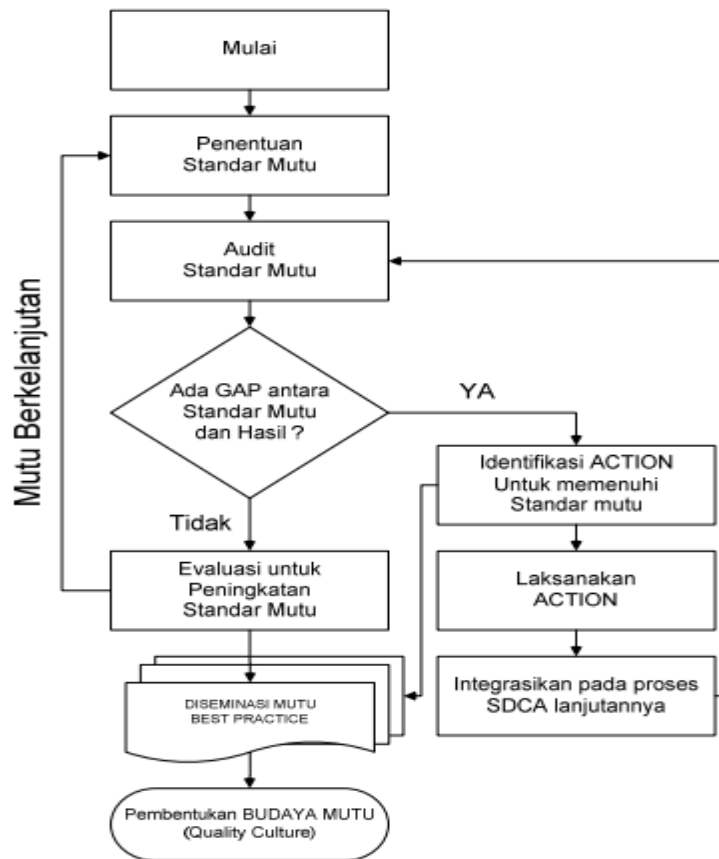 Mulai
Penentuan
Standar Mutu
Audit
Standar Mutu
Mutu Berkelanjutan
Ada GAP antara
Standar Mutu
dan Hasil ?
YA
Identifikasi ACTION
Untuk memenuhi
Standar mutu
Tidak
Evaluasi untuk
Peningkatan
Standar Mutu
Laksanakan
ACTION
Integrasikan pada proses
SDCA lanjutannya
DISEMINASI MUTU
BEST PRACTICE
Pembentukan BUDAYA MUTU
(Quality Culture)